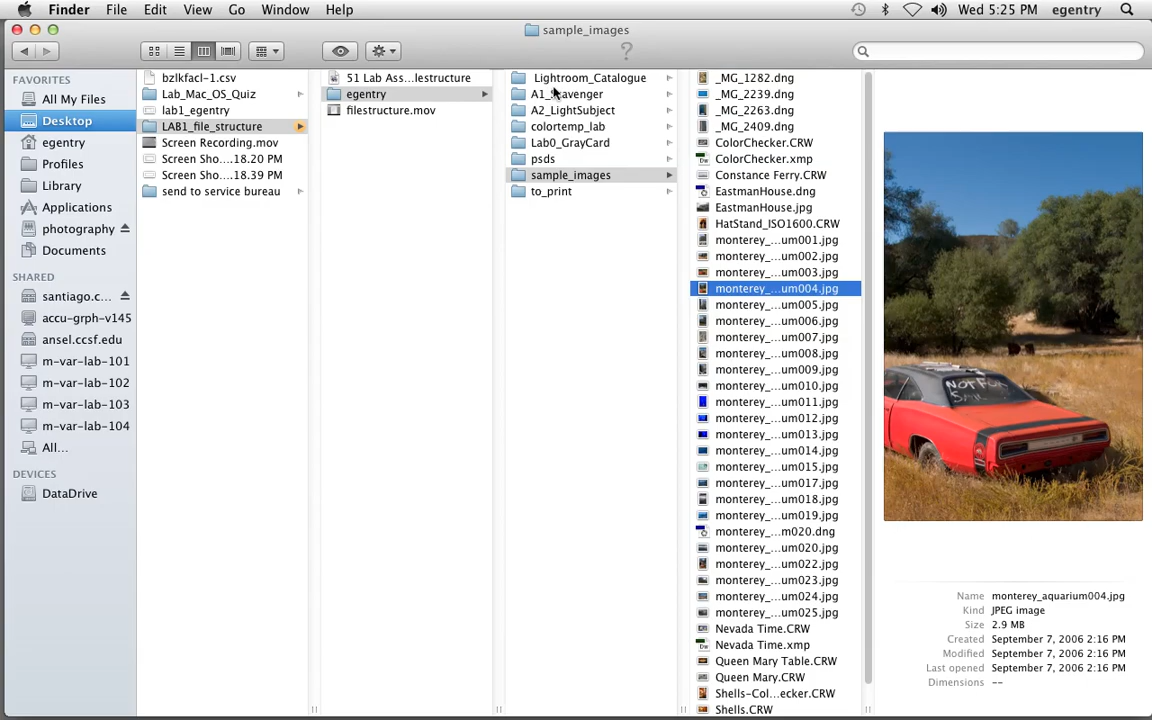 Finder File Edit View Go Window Help Wed 5:25 PM egentry
sample_images
?
FAVORITES
All My Files
Desktop
egentry
Profiles
Library
Applications
photography
Documents
SHARED
santiago.c...
accu-grph-v145
ansel.ccsf.edu
m-var-lab-101
m-var-lab-102
m-var-lab-103
m-var-lab-104
All...
DEVICES
DataDrive
bzlkfacl-1.csv
Lab_Mac_OS_Quiz
lab1_egentry
LAB1_file_structure
Screen Recording.mov
Screen Sho....18.20 PM
Screen Sho....18.39 PM
send to service bureau
51 Lab Ass...lestructure
egentry
filestructure.mov
Lightroom_Catalogue
A1_Scavenger
A2_LightSubject
colortemp_lab
Lab0_GrayCard
psds
sample_images
to_print
_MG_1282.dng
_MG_2239.dng
_MG_2263.dng
_MG_2409.dng
ColorChecker.CRW
ColorChecker.xmp
Constance Ferry.CRW
EastmanHouse.dng
EastmanHouse.jpg
HatStand_ISO1600.CRW
monterey_...um001.jpg
monterey_...um002.jpg
monterey_...um003.jpg
monterey_...um004.jpg
monterey_...um005.jpg
monterey_...um006.jpg
monterey_...um007.jpg
monterey_...um008.jpg
monterey_...um009.jpg
monterey_...um010.jpg
monterey_...um011.jpg
monterey_...um012.jpg
monterey_...um013.jpg
monterey_...um014.jpg
monterey_...um015.jpg
monterey_...um017.jpg
monterey_...um018.jpg
monterey_...um019.jpg
monterey_...m020.dng
monterey_...um020.jpg
monterey_...um022.jpg
monterey_...um023.jpg
monterey_...um024.jpg
monterey_...um025.jpg
Nevada Time.CRW
Nevada Time.xmp
Queen Mary Table.CRW
Queen Mary.CRW
Shells-Col...ecker.CRW
Shells.CRW
NOT FOR
SAIL
Name monterey_aquarium004.jpg
Kind JPEG image
Size 2.9 MB
Created September 7, 2006 2:16 PM
Modified September 7, 2006 2:16 PM
Last opened September 7, 2006 2:16 PM
Dimensions --